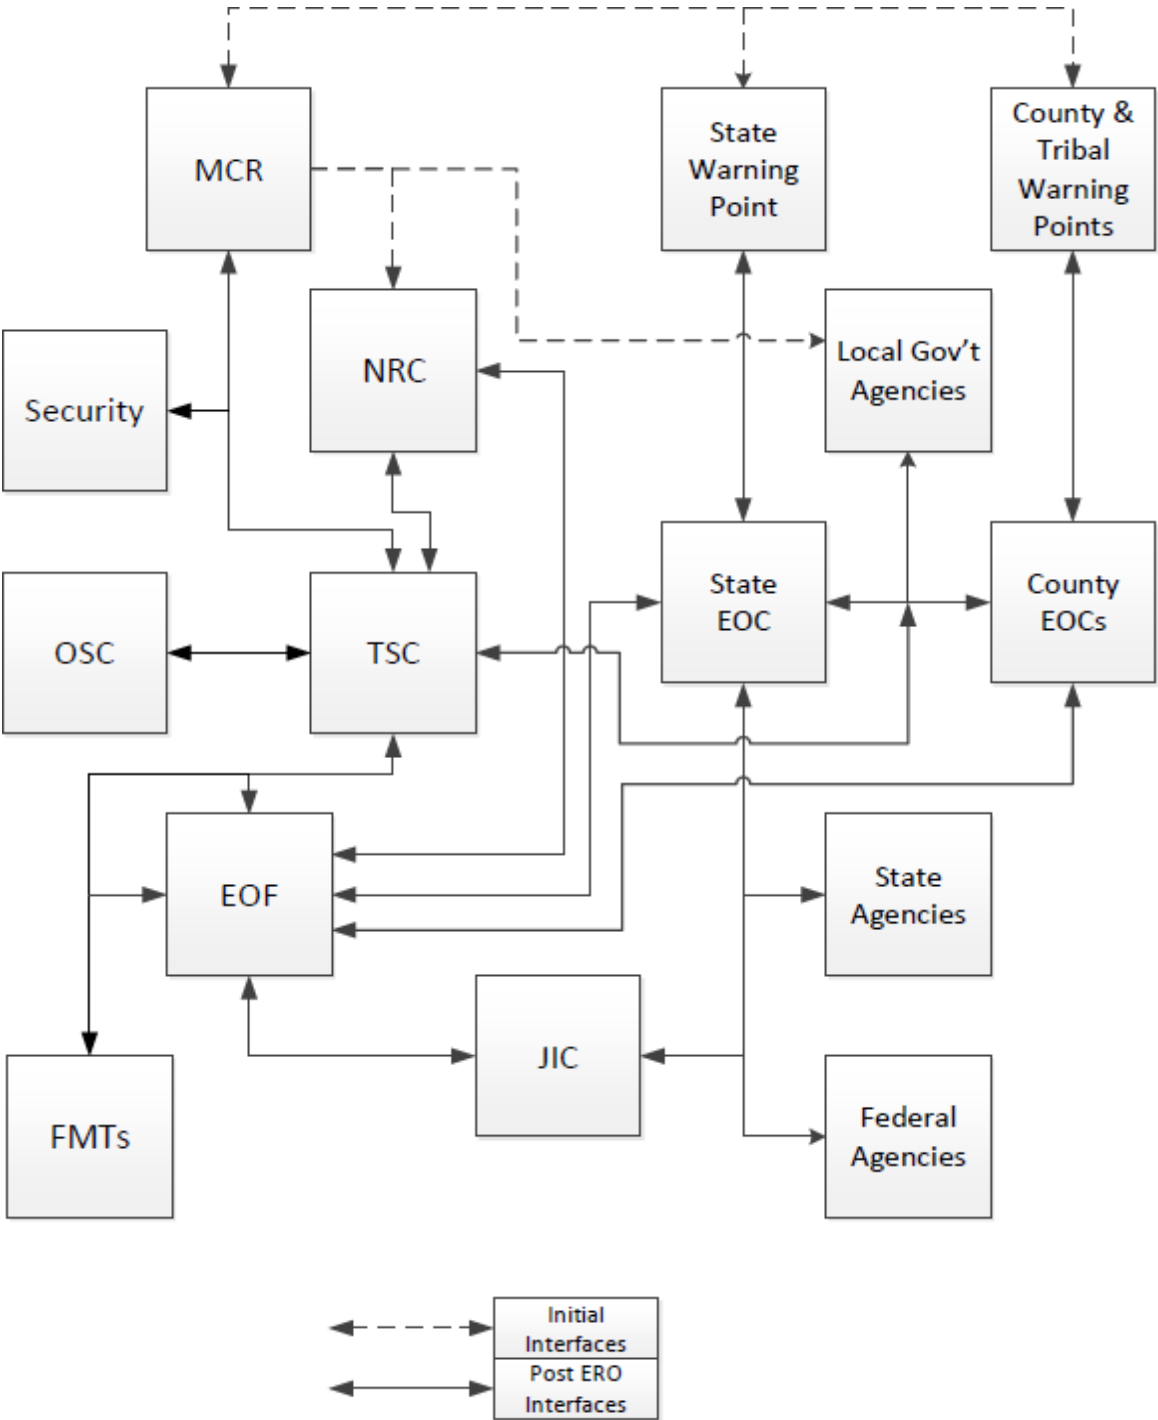 MCR
State
Warning
Point
County &
Tribal
Warning
Points
NRC
Local Gov't
Agencies
Security
OSC
TSC
State
EOC
County
EOCs
EOF
State
Agencies
JIC
FMTs
Federal
Agencies
Initial
Interfaces
Post ERO
Interfaces